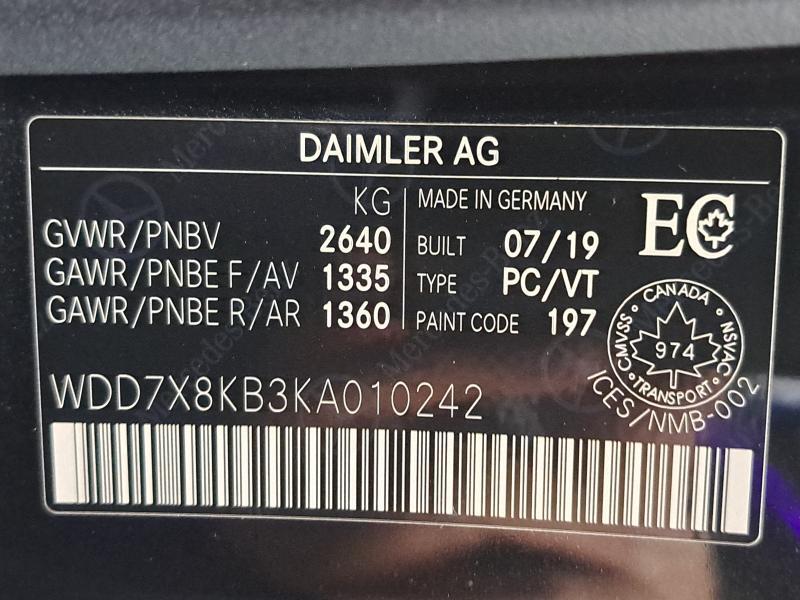 DAIMLER AG
KG
GVWR/PNBV 2640
GAWR/PNBE F/AV 1335
GAWR/PNBE R/AR 1360
MADE IN GERMANY
BUILT 07/19
TYPE PC/VT
PAINT CODE 197
EC
CANADA
CMVSS 974 NSVAC
TRANSPORT
ICES/NMB-002
WDD7X8KB3KA010242